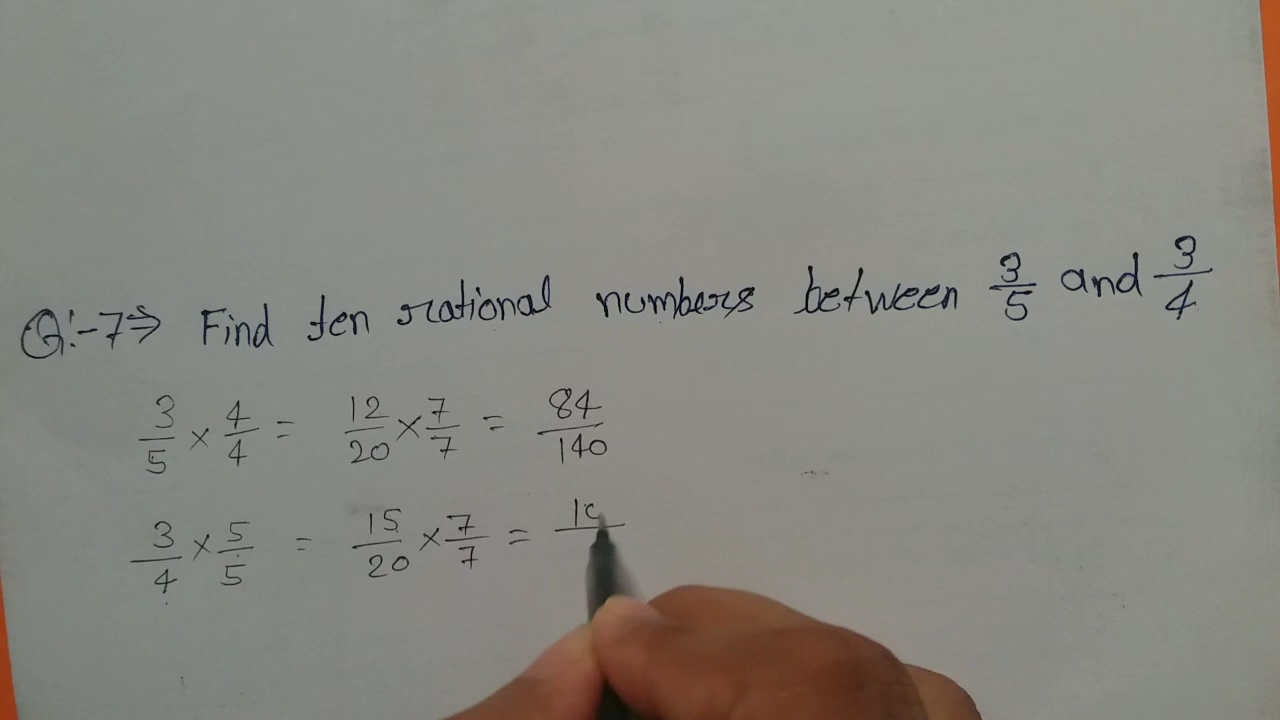 Q:-7⇒ Find ten rational numbers between 3/5 and 3/4
3/5 × 4/4 = 12/20 × 7/7 = 84/140
3/4 × 5/5 = 15/20 × 7/7 =